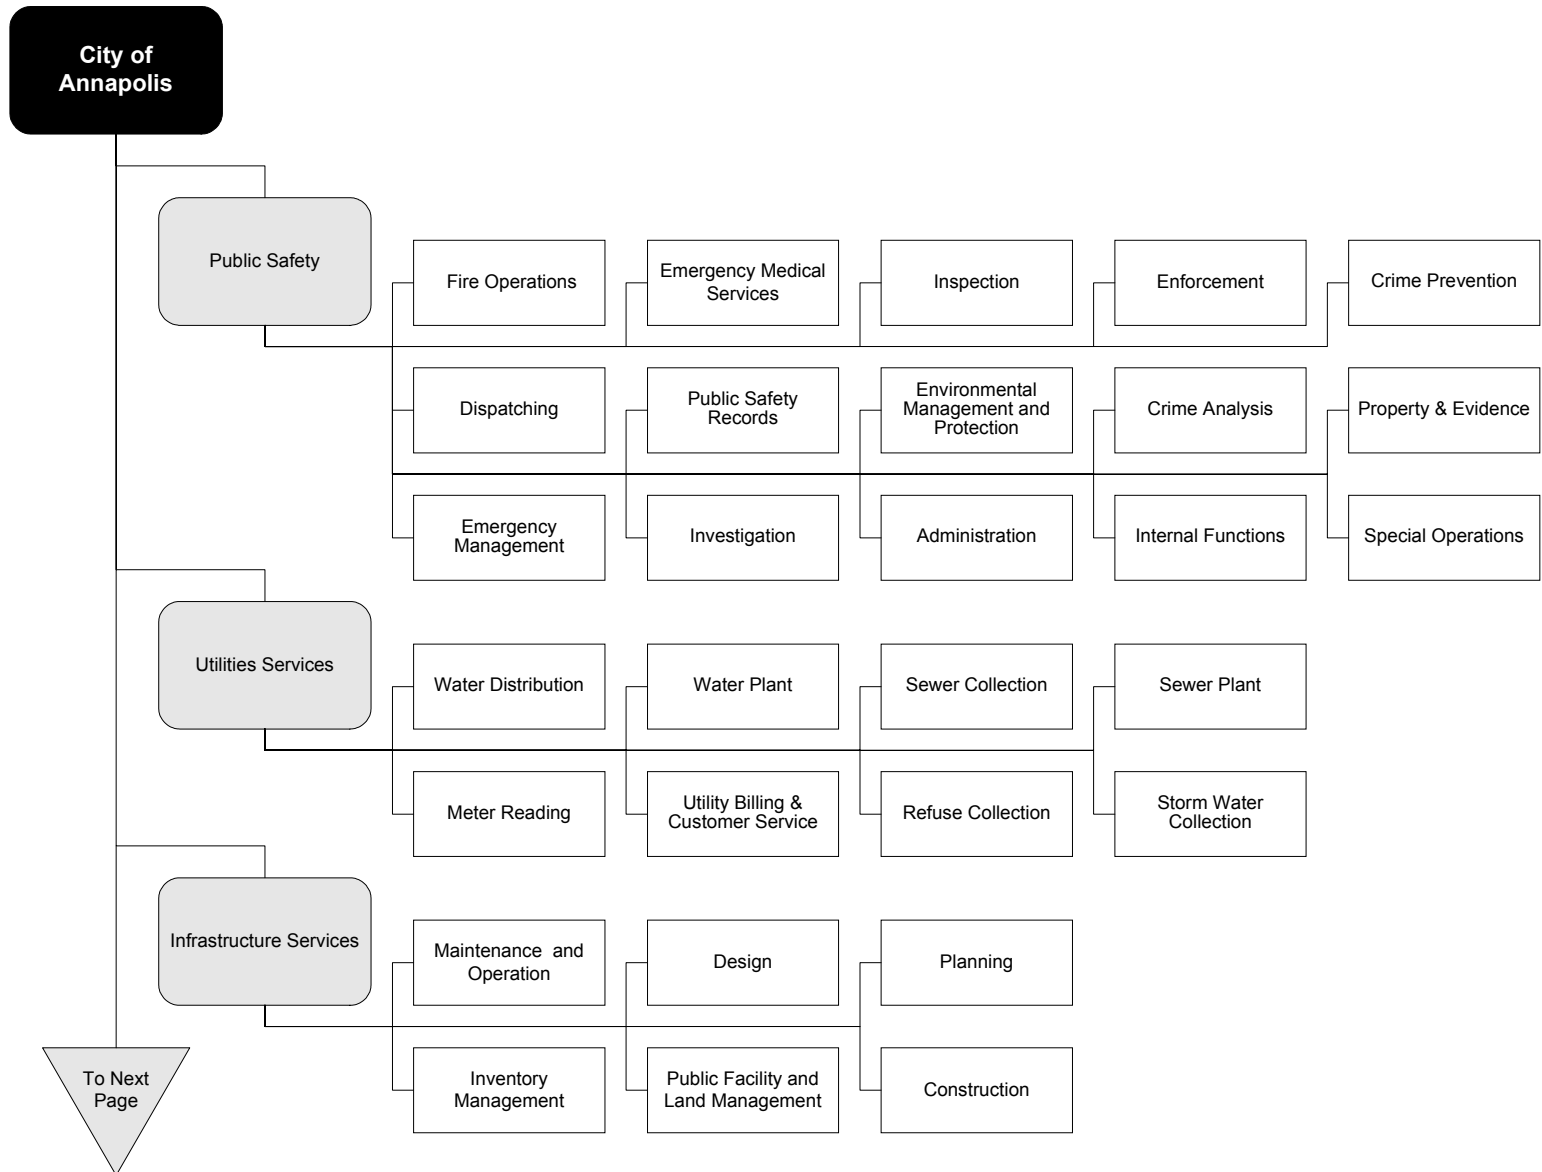 City of
Annapolis
Public Safety
Fire Operations
Emergency Medical
Services
Inspection
Enforcement
Crime Prevention
Dispatching
Public Safety
Records
Environmental
Management and
Protection
Crime Analysis
Property & Evidence
Emergency
Management
Investigation
Administration
Internal Functions
Special Operations
Utilities Services
Water Distribution
Water Plant
Sewer Collection
Sewer Plant
Meter Reading
Utility Billing &
Customer Service
Refuse Collection
Storm Water
Collection
Infrastructure Services
Maintenance and
Operation
Design
Planning
Inventory
Management
Public Facility and
Land Management
Construction
To Next
Page